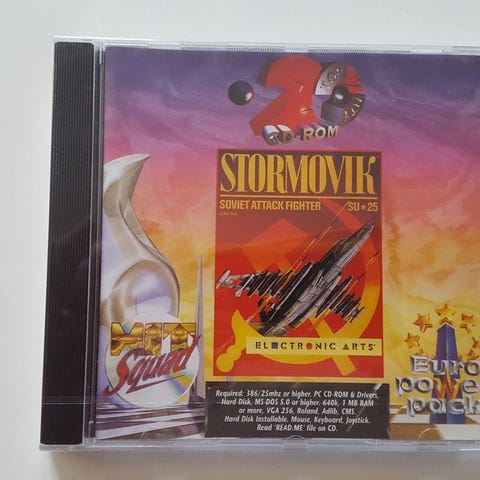 CD-ROM
STORMOVIK
SOVIET ATTACK FIGHTER SU★25
ELECTRONIC ARTS®
HIT
Squad
Euro
power
pack
Required: 386/25mhz or higher. PC CD-ROM & Drivers,
Hard Disk, MS-DOS 5.0 or higher. 640k, 1 MB RAM
or more, VGA 256, Roland, Adlib, CMS.
Hard Disk Installable. Mouse, Keyboard, Joystick.
Read 'READ.ME' file on CD.